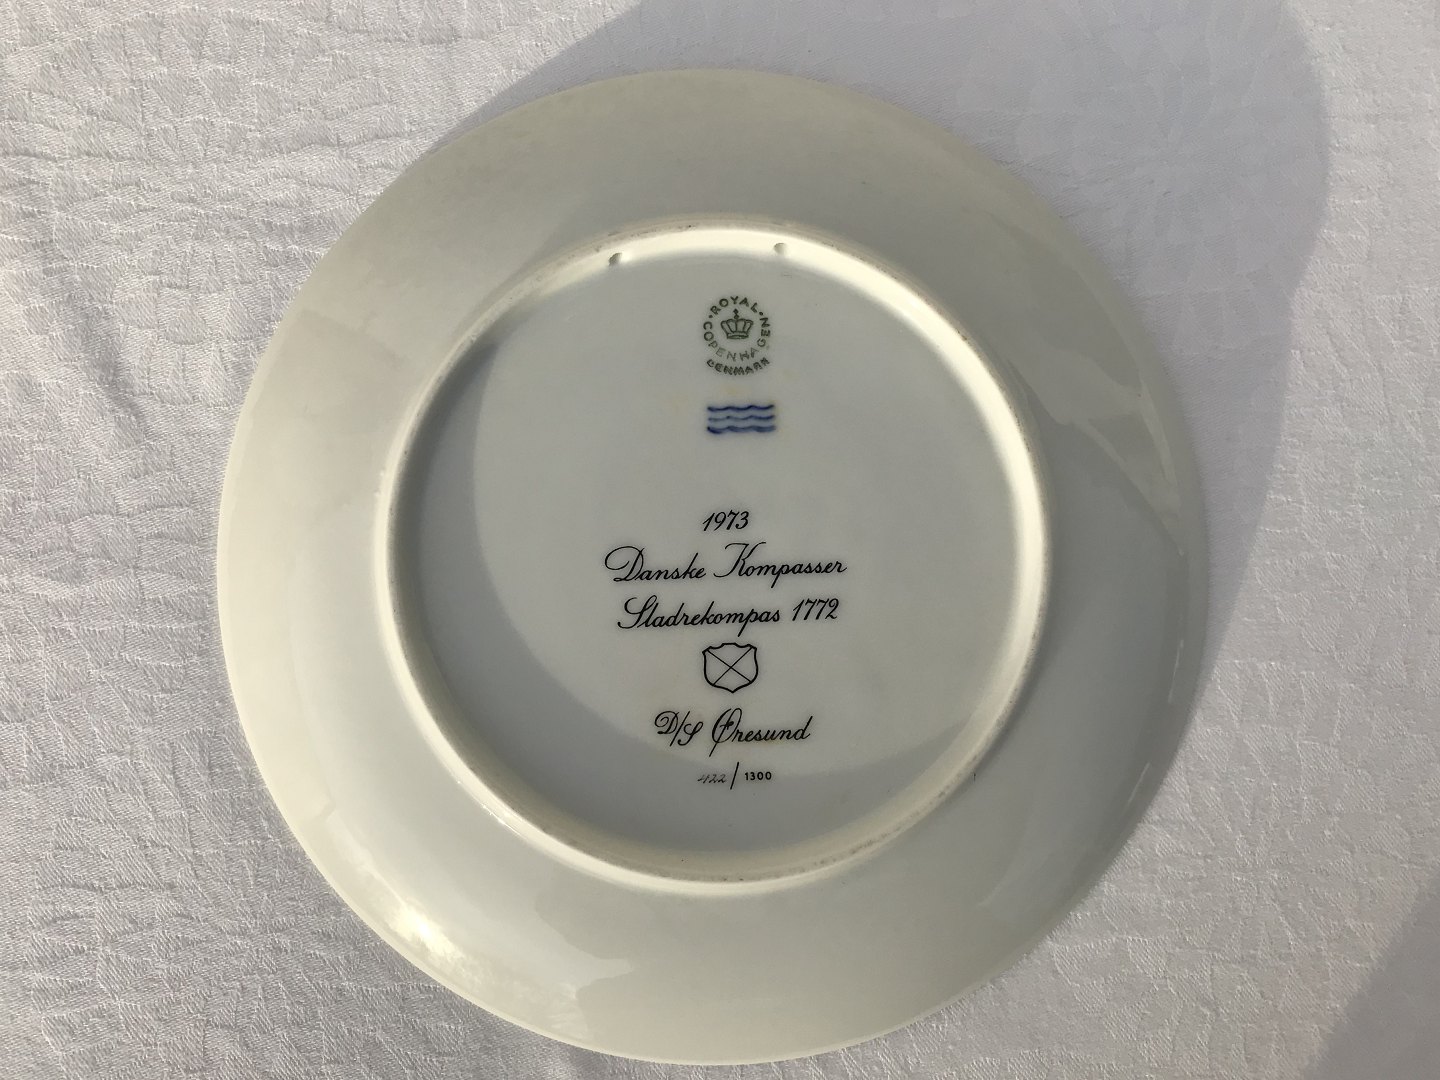 ROYAL COPENHAGEN
DENMARK
1973
Danske Kompasser
Sladrekompas 1772
D/S Øresund
422/1300